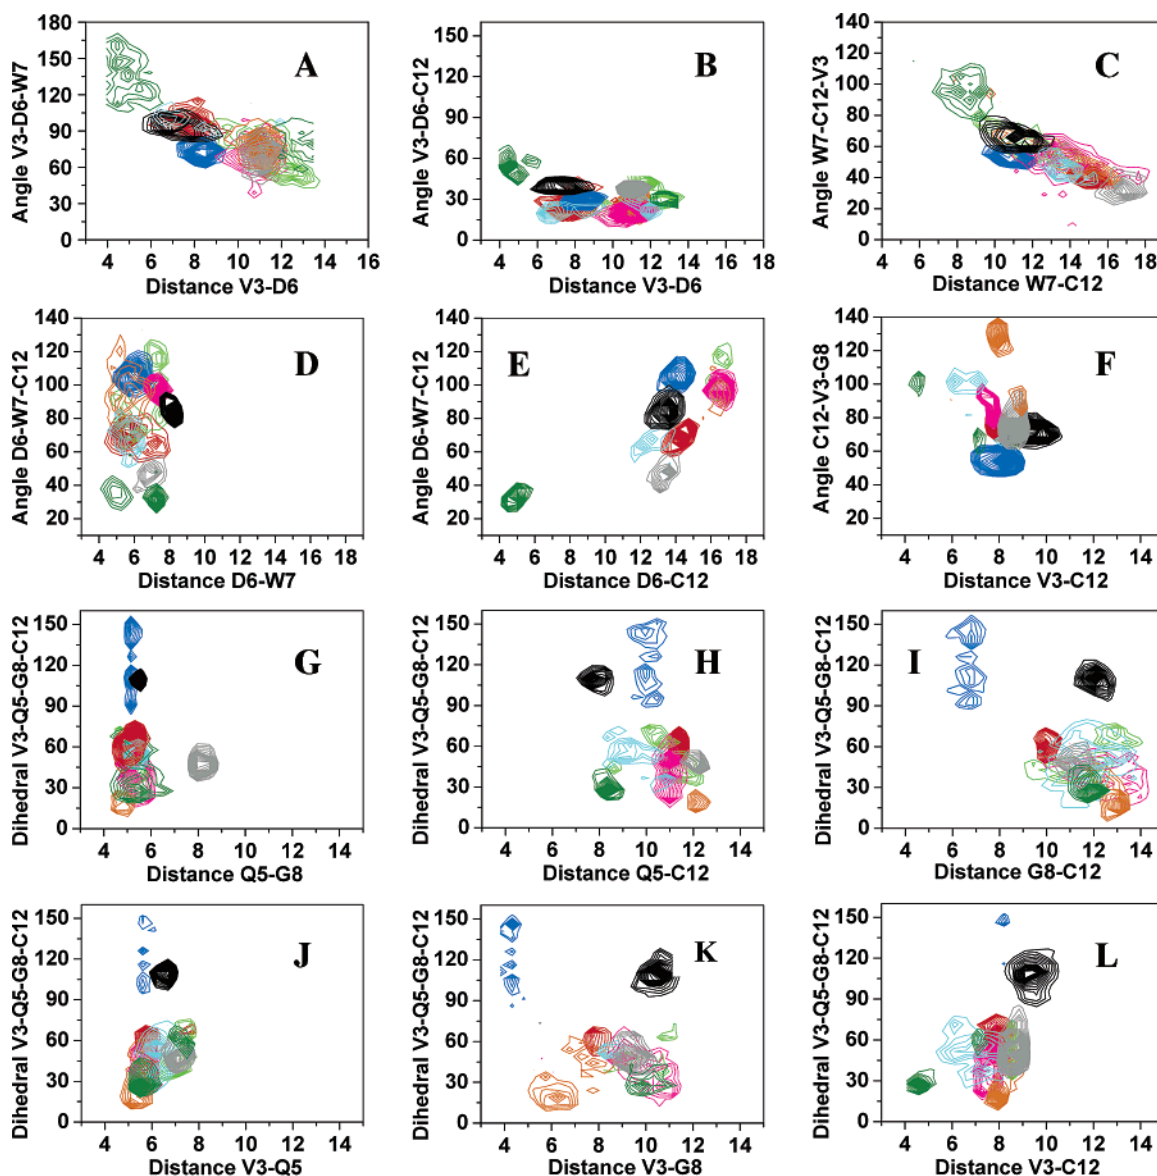 A
Angle V3-D6-W7
180
150
120
90
60
30
0
4 6 8 10 12 14 16
Distance V3-D6
B
Angle V3-D6-C12
150
120
90
60
30
0
4 6 8 10 12 14 16 18
Distance V3-D6
C
Angle W7-C12-V3
140
120
100
80
60
40
20
0
6 8 10 12 14 16 18
Distance W7-C12
D
Angle D6-W7-C12
140
120
100
80
60
40
20
4 6 8 10 12 14 16 18
Distance D6-W7
E
Angle D6-W7-C12
140
120
100
80
60
40
20
4 6 8 10 12 14 16 18
Distance D6-C12
F
Angle C12-V3-G8
140
120
100
80
60
40
20
4 6 8 10 12 14
Distance V3-C12
G
Dihedral V3-Q5-G8-C12
150
120
90
60
30
0
4 6 8 10 12 14
Distance Q5-G8
H
Dihedral V3-Q5-G8-C12
150
120
90
60
30
0
4 6 8 10 12 14
Distance Q5-C12
I
Dihedral V3-Q5-G8-C12
150
120
90
60
30
0
4 6 8 10 12 14
Distance G8-C12
J
Dihedral V3-Q5-G8-C12
150
120
90
60
30
0
4 6 8 10 12 14
Distance V3-Q5
K
Dihedral V3-Q5-G8-C12
150
120
90
60
30
0
4 6 8 10 12 14
Distance V3-G8
L
Dihedral V3-Q5-G8-C12
150
120
90
60
30
0
4 6 8 10 12 14
Distance V3-C12